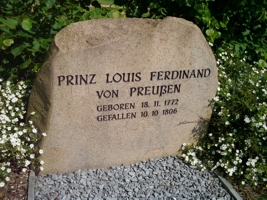 PRINZ LOUIS FERDINAND
VON PREUßEN
GEBOREN 18. 11. 1772
GEFALLEN 10. 10. 1806